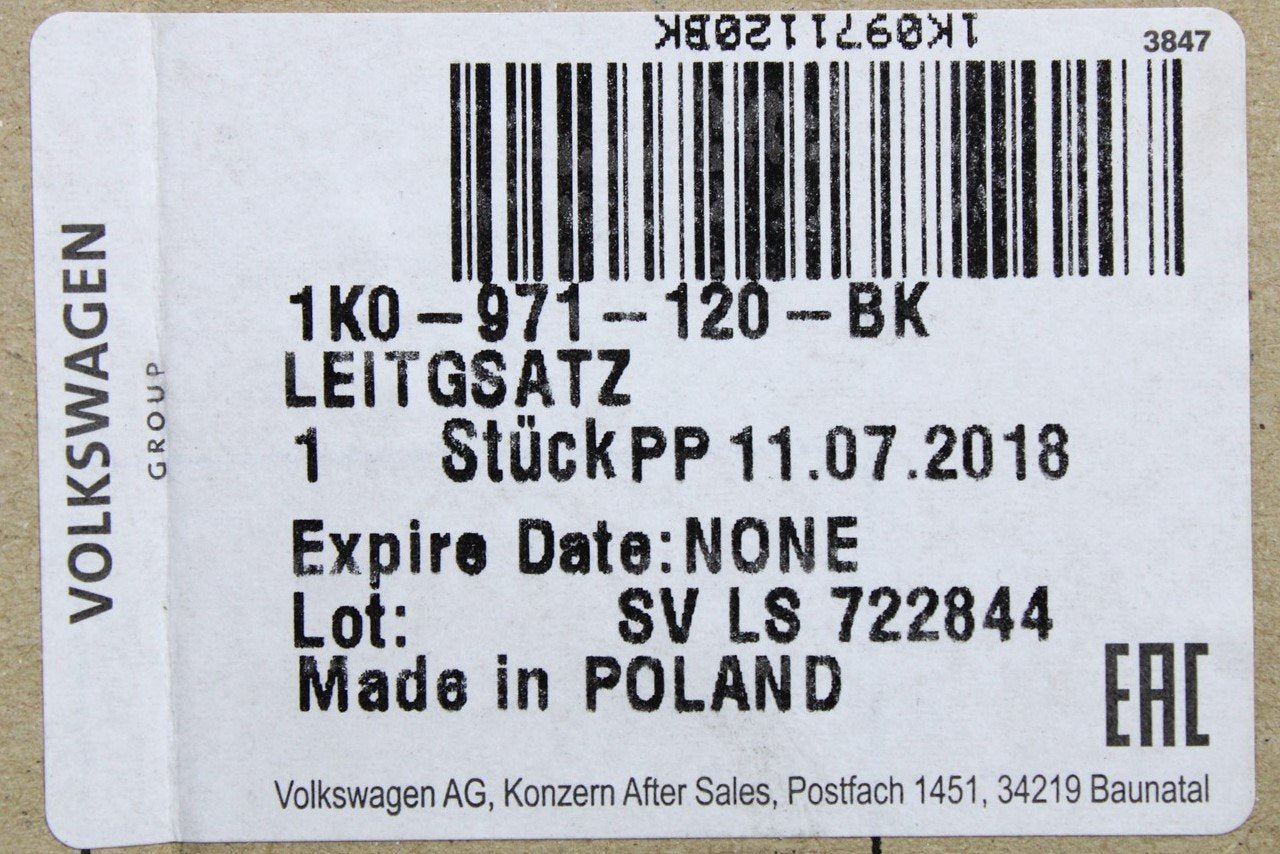 1K0971120BK
3847
1K0-971-120-BK
LEITGSATZ
1 Stück PP 11.07.2018
Expire Date:NONE
Lot: SV LS 722844
Made in POLAND
EAC
Volkswagen AG, Konzern After Sales, Postfach 1451, 34219 Baunatal
VOLKSWAGEN
GROUP